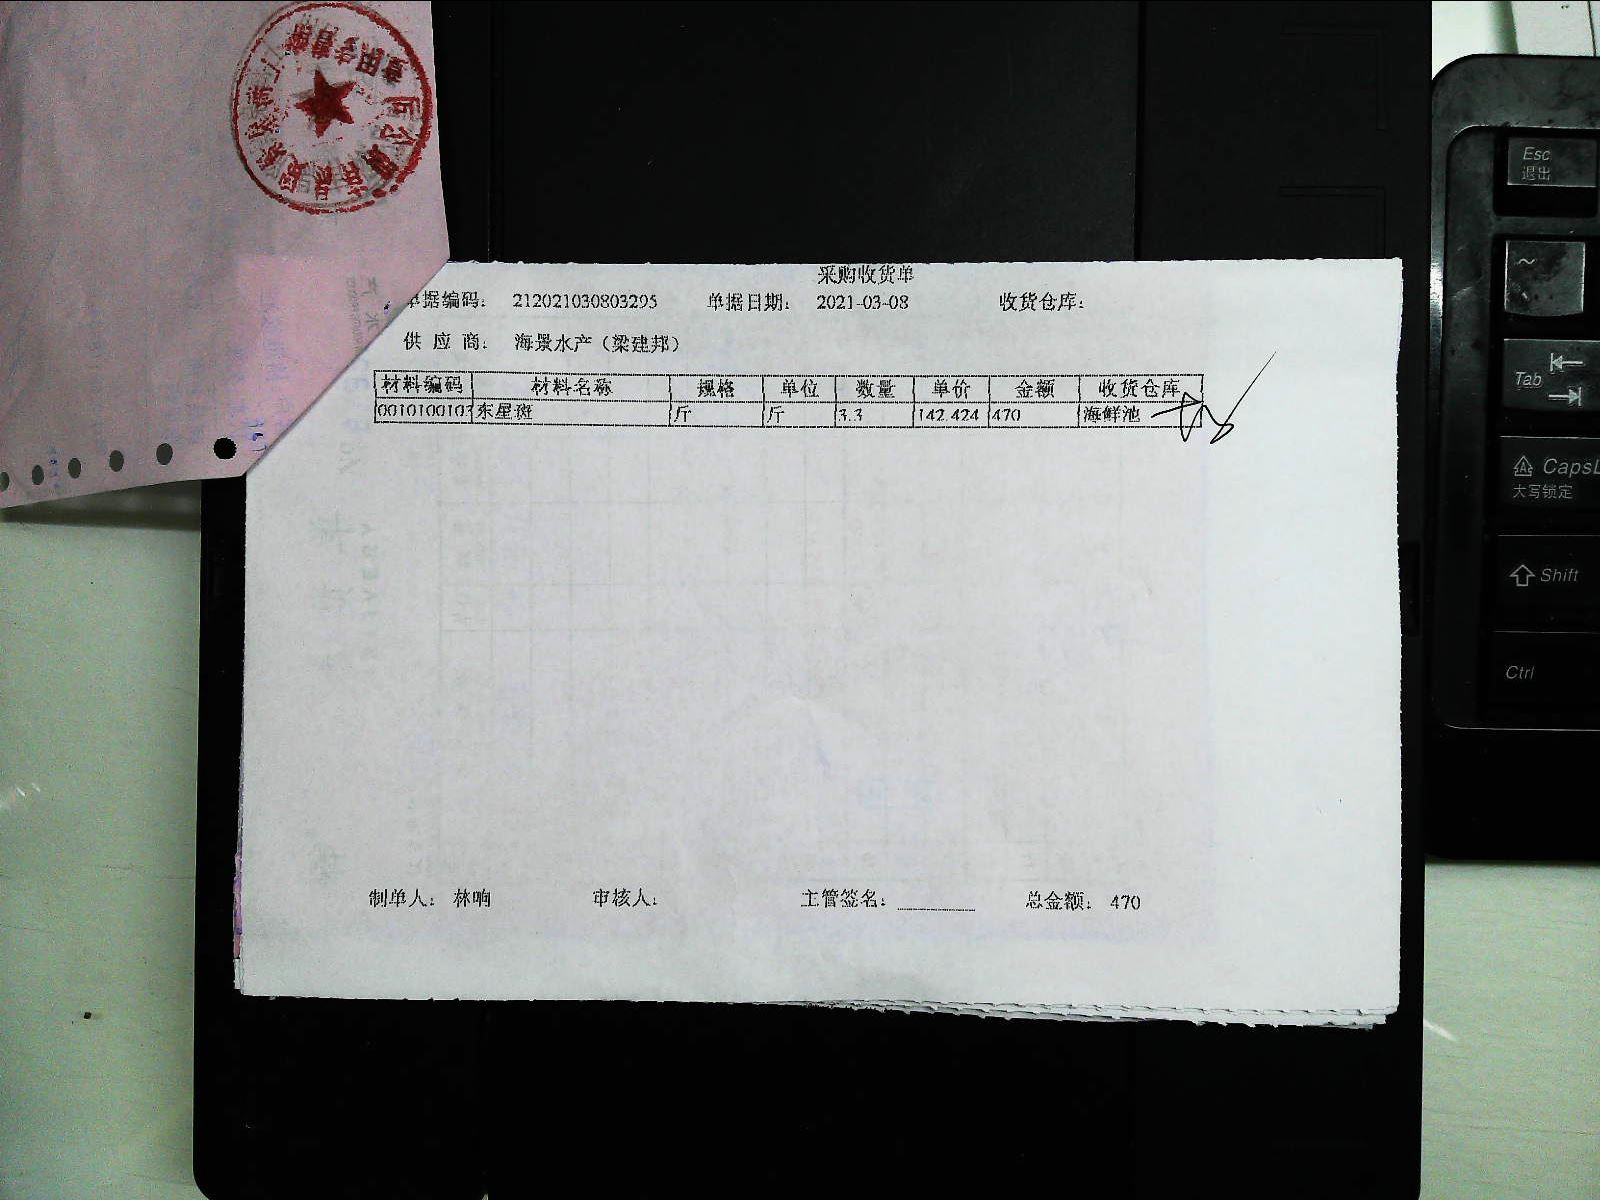 采购收货单
单据编码： 212021030803295 单据日期： 2021-03-08 收货仓库：
供 应 商： 海景水产（梁建邦）
材料编码 材料名称 规格 单位 数量 单价 金额 收货仓库
0010100103 东星斑 斤 斤 3.3 142.424 470 海鲜池
制单人： 林响 审核人： 主管签名： 总金额： 470
Esc
退出
~
Tab
CapsL
大写锁定
Shift
Ctrl